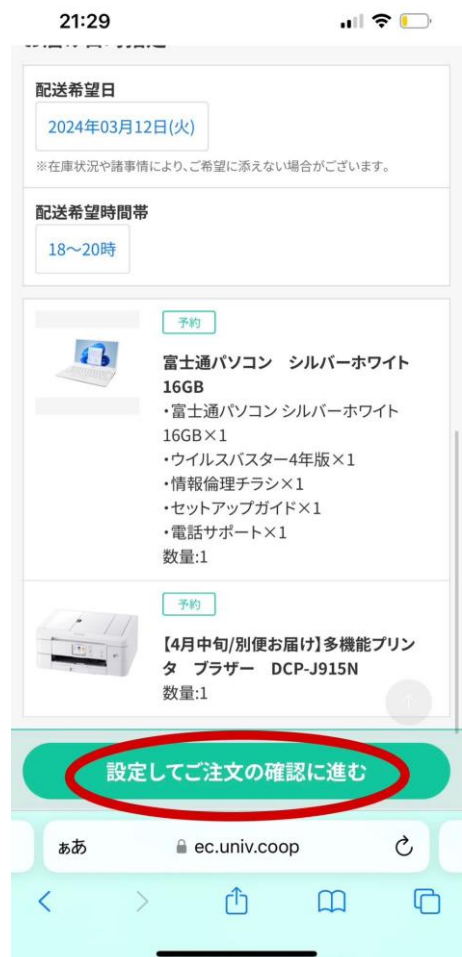 21:29
配送希望日
2024年03月12日(火)
※在庫状況や諸事情により、ご希望に添えない場合がございます。
配送希望時間帯
18〜20時
予約
富士通パソコン　シルバーホワイト
16GB
・富士通パソコン シルバーホワイト
16GB×1
・ウイルスバスター4年版×1
・情報倫理チラシ×1
・セットアップガイド×1
・電話サポート×1
数量:1
予約
【4月中旬/別便お届け】多機能プリン
タ　ブラザー　DCP-J915N
数量:1
設定してご注文の確認に進む
ぁあ
ec.univ.coop